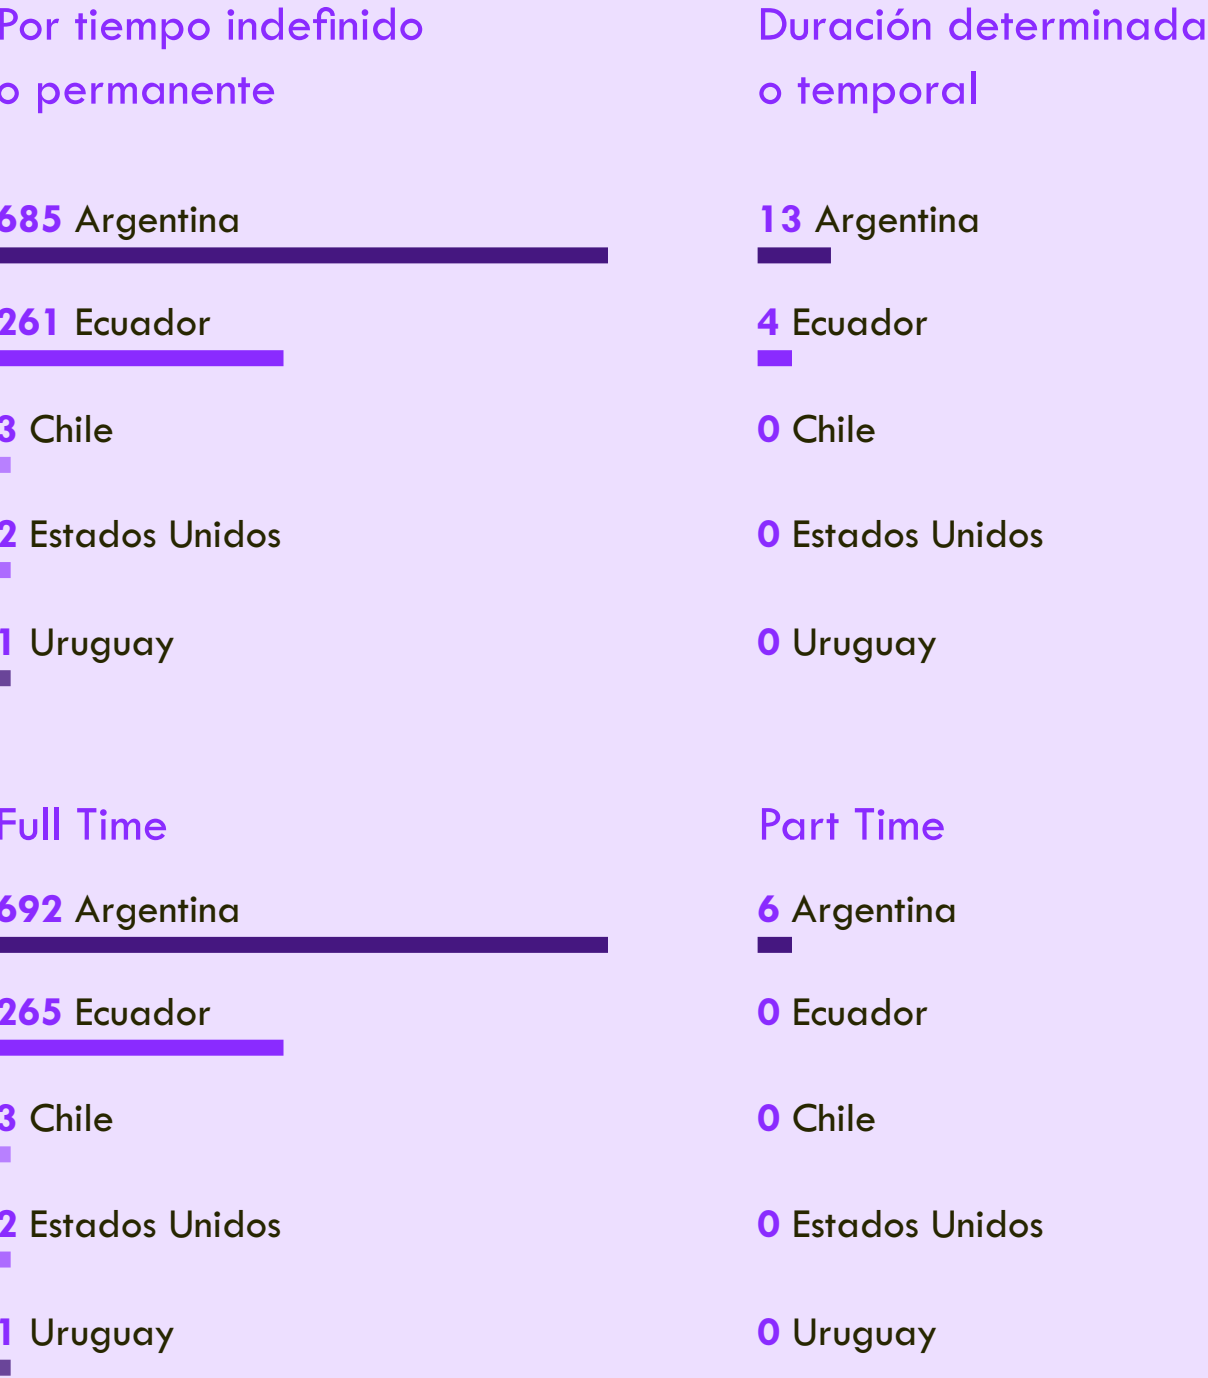 Por tiempo indefinido
o permanente
685 Argentina
261 Ecuador
3 Chile
2 Estados Unidos
1 Uruguay
Duración determinada
o temporal
13 Argentina
4 Ecuador
0 Chile
0 Estados Unidos
0 Uruguay
Full Time
692 Argentina
265 Ecuador
3 Chile
2 Estados Unidos
1 Uruguay
Part Time
6 Argentina
0 Ecuador
0 Chile
0 Estados Unidos
0 Uruguay